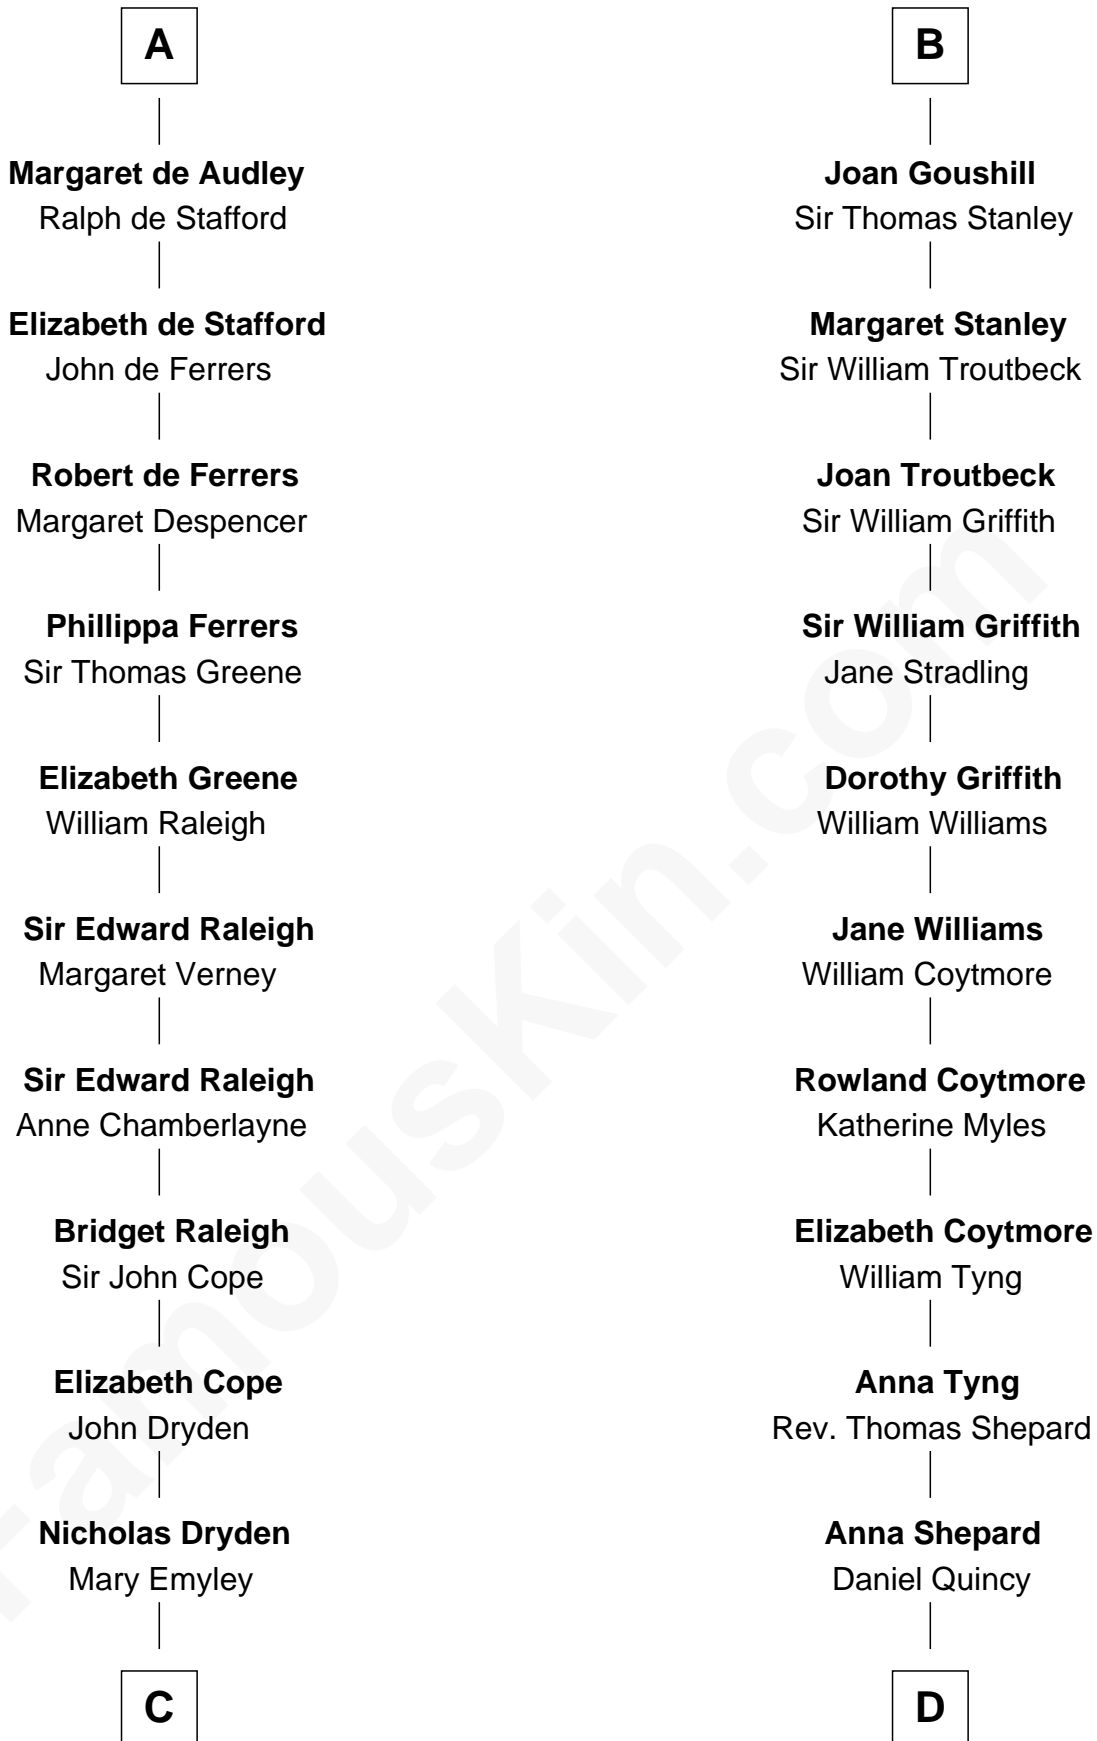 A
Margaret de Audley
Ralph de Stafford
Elizabeth de Stafford
John de Ferrers
Robert de Ferrers
Margaret Despencer
Phillippa Ferrers
Sir Thomas Greene
Elizabeth Greene
William Raleigh
Sir Edward Raleigh
Margaret Verney
Sir Edward Raleigh
Anne Chamberlayne
Bridget Raleigh
Sir John Cope
Elizabeth Cope
John Dryden
Nicholas Dryden
Mary Emyley
C
B
Joan Goushill
Sir Thomas Stanley
Margaret Stanley
Sir William Troutbeck
Joan Troutbeck
Sir William Griffith
Sir William Griffith
Jane Stradling
Dorothy Griffith
William Williams
Jane Williams
William Coytmore
Rowland Coytmore
Katherine Myles
Elizabeth Coytmore
William Tyng
Anna Tyng
Rev. Thomas Shepard
Anna Shepard
Daniel Quincy
D
FamousKin.com